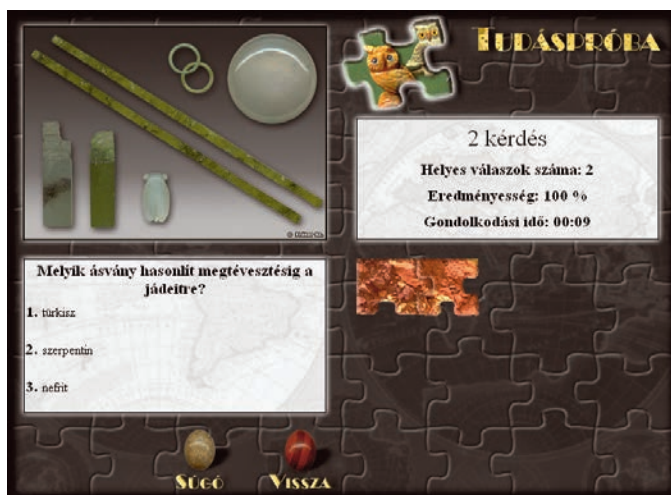 TUDÁSPRÓBA
2 kérdés
Helyes válaszok száma: 2
Eredményesség: 100 %
Gondolkodási idő: 00:09
Melyik ásvány hasonlít megtévesztésig a
jádeitre?
1. türkisz
2. szerpentin
3. nefrit
SÚGÓ
VISSZA